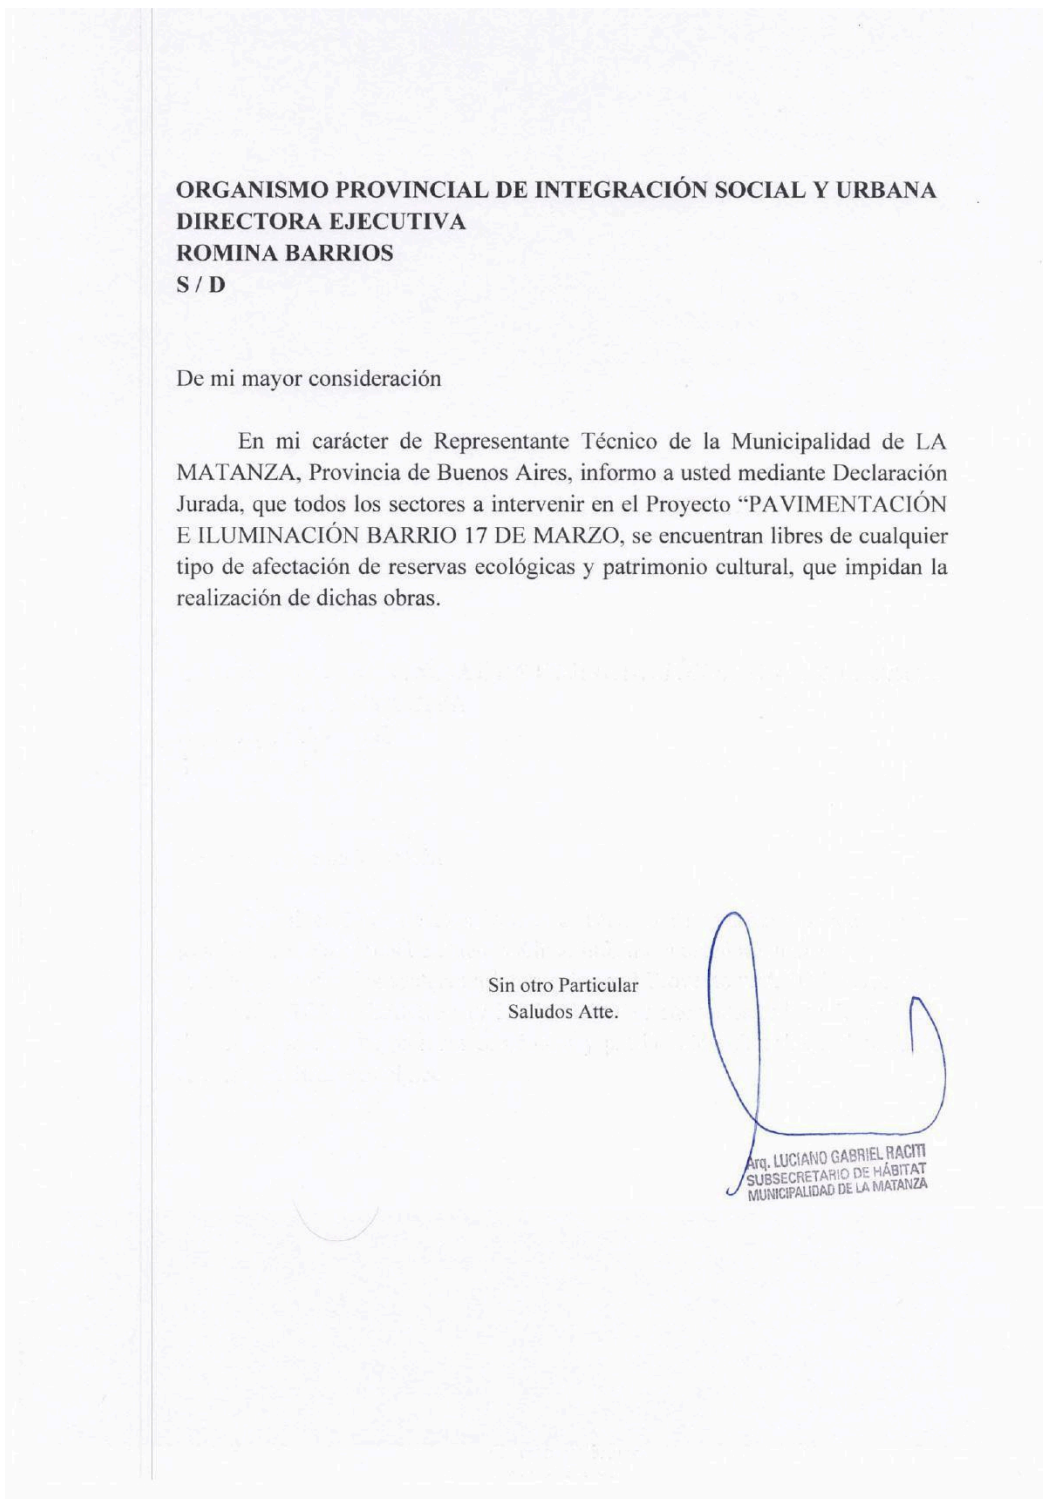 ORGANISMO PROVINCIAL DE INTEGRACIÓN SOCIAL Y URBANA
DIRECTORA EJECUTIVA
ROMINA BARRIOS
S / D
De mi mayor consideración
En mi carácter de Representante Técnico de la Municipalidad de LA
MATANZA, Provincia de Buenos Aires, informo a usted mediante Declaración
Jurada, que todos los sectores a intervenir en el Proyecto “PAVIMENTACIÓN
E ILUMINACIÓN BARRIO 17 DE MARZO, se encuentran libres de cualquier
tipo de afectación de reservas ecológicas y patrimonio cultural, que impidan la
realización de dichas obras.
Sin otro Particular
Saludos Atte.
Arq. LUCIANO GABRIEL RACITI
SUBSECRETARIO DE HÁBITAT
MUNICIPALIDAD DE LA MATANZA